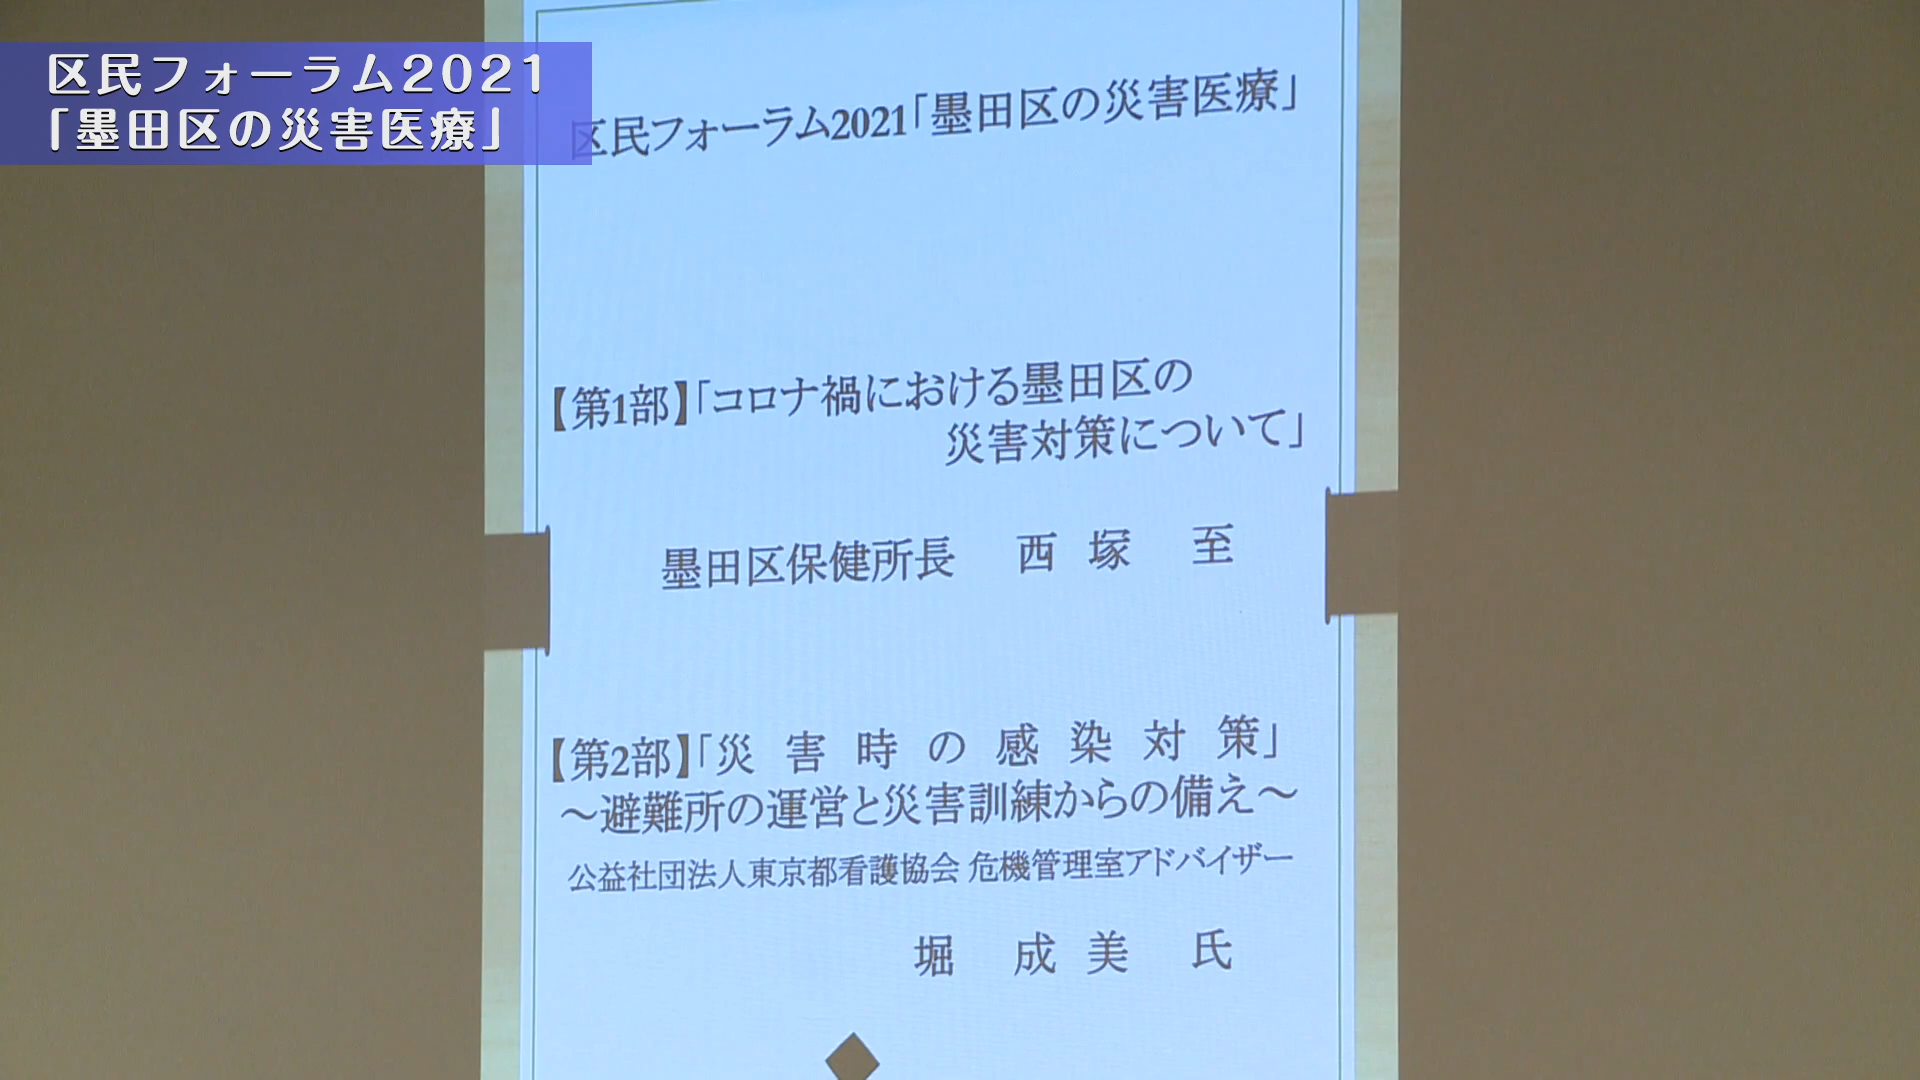 区民フォーラム2021
「墨田区の災害医療」
区民フォーラム2021「墨田区の災害医療」
【第1部】「コロナ禍における墨田区の
災害対策について」
墨田区保健所長 西塚 至
【第2部】「災害時の感染対策」
～避難所の運営と災害訓練からの備え～
公益社団法人東京都看護協会 危機管理室アドバイザー
堀 成美 氏